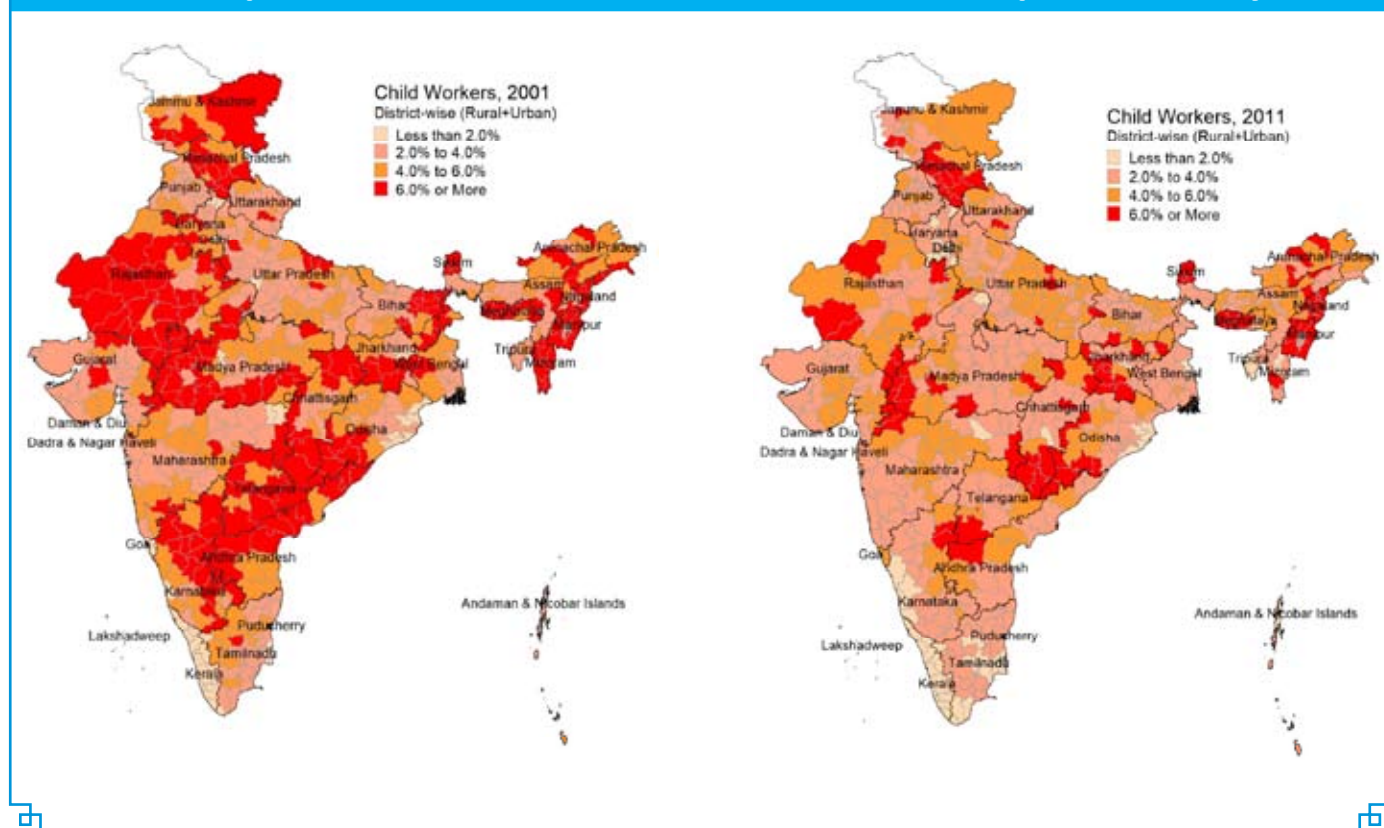 Child Workers, 2001
District-wise (Rural+Urban)
Less than 2.0%
2.0% to 4.0%
4.0% to 6.0%
6.0% or More
Jammu & Kashmir
Himachal Pradesh
Punjab
Uttarakhand
Haryana
Delhi
Rajasthan
Uttar Pradesh
Sikkim
Arunachal Pradesh
Assam
Nagaland
Bihar
Meghalaya
Manipur
Tripura
Mizoram
Gujarat
Jharkhand
West Bengal
Madya Pradesh
Chhattisgarh
Daman & Diu
Odisha
Dadra & Nagar Haveli
Maharashtra
Telangana
Goa
Andhra Pradesh
Karnataka
Andaman & Nicobar Islands
Puducherry
Lakshadweep
Tamilnadu
Kerala
Child Workers, 2011
District-wise (Rural+Urban)
Less than 2.0%
2.0% to 4.0%
4.0% to 6.0%
6.0% or More
Jammu & Kashmir
Himachal Pradesh
Punjab
Uttarakhand
Haryana
Delhi
Rajasthan
Uttar Pradesh
Sikkim
Arunachal Pradesh
Assam
Nagaland
Bihar
Meghalaya
Manipur
Tripura
Mizoram
Gujarat
Jharkhand
West Bengal
Madya Pradesh
Chhattisgarh
Daman & Diu
Odisha
Dadra & Nagar Haveli
Maharashtra
Telangana
Goa
Andhra Pradesh
Karnataka
Andaman & Nicobar Islands
Puducherry
Lakshadweep
Tamilnadu
Kerala